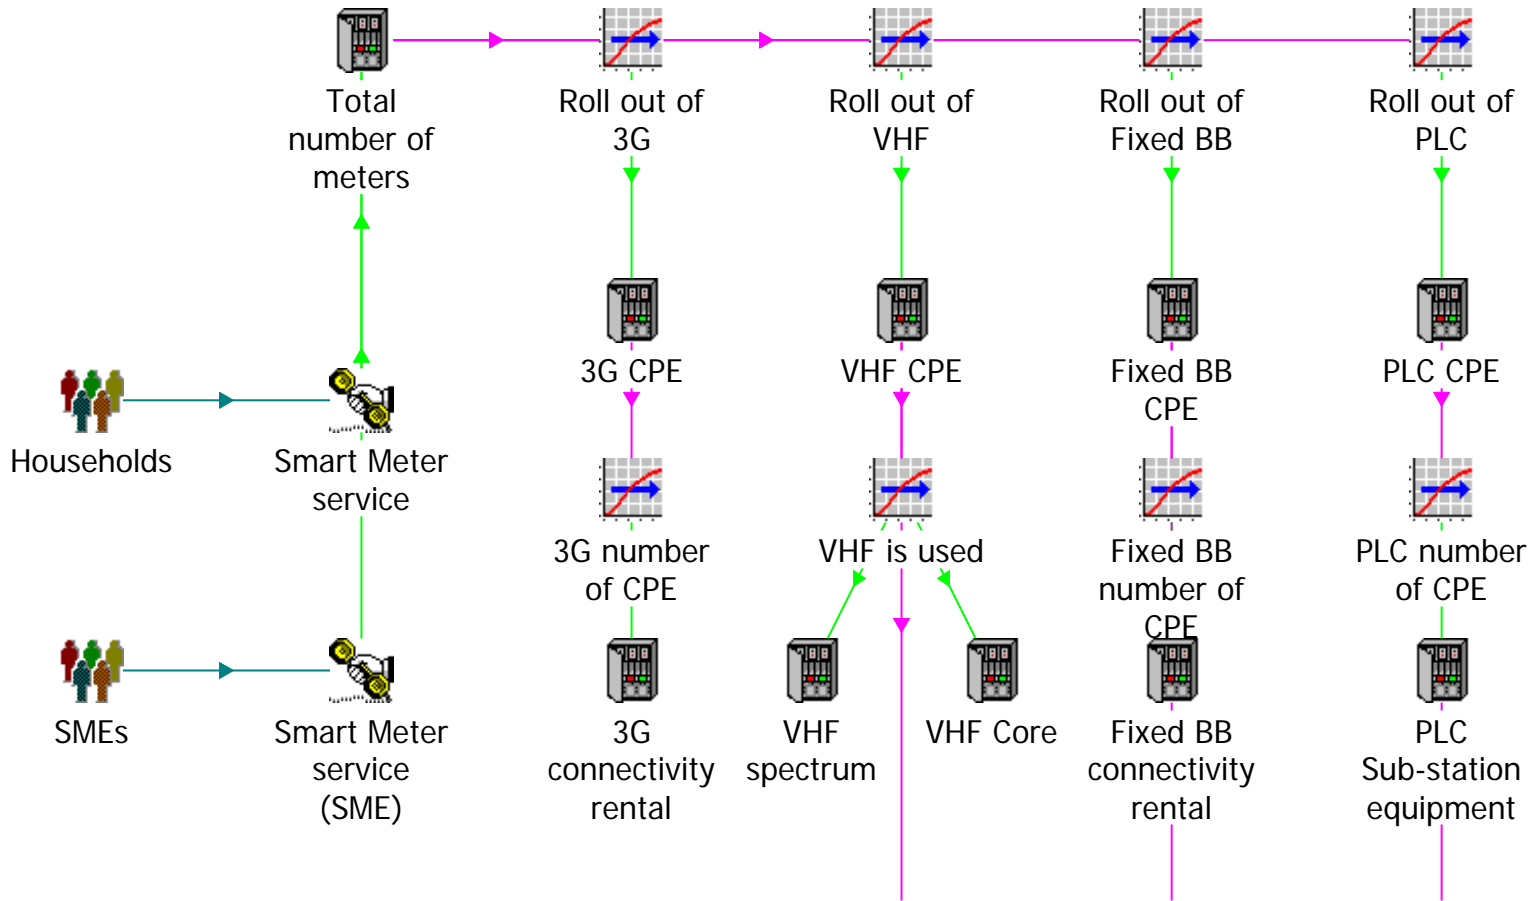 Total
number of
meters
Roll out of
3G
Roll out of
VHF
Roll out of
Fixed BB
Roll out of
PLC
3G CPE
VHF CPE
Fixed BB
CPE
PLC CPE
Households
Smart Meter
service
3G number
of CPE
VHF is used
Fixed BB
number of
CPE
PLC number
of CPE
SMEs
Smart Meter
service
(SME)
3G
connectivity
rental
VHF
spectrum
VHF Core
Fixed BB
connectivity
rental
PLC
Sub-station
equipment